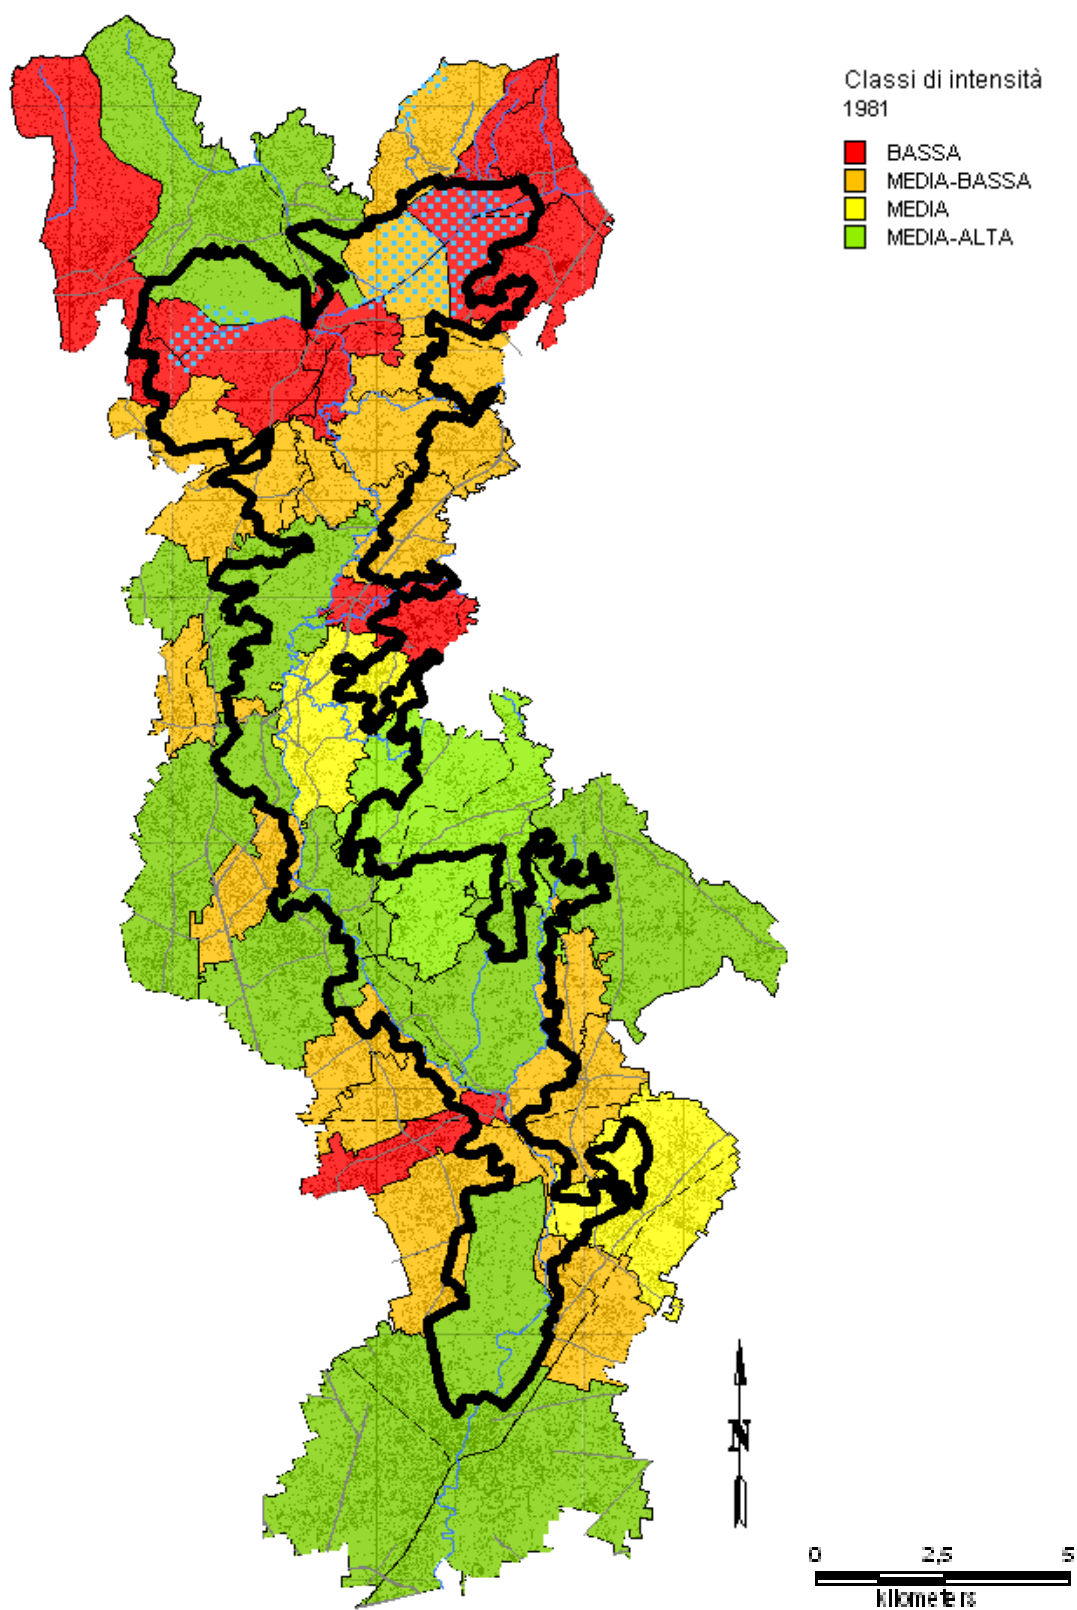 Classi di intensità
1981
BASSA
MEDIA-BASSA
MEDIA
MEDIA-ALTA
N
0 2,5 5
kilometers